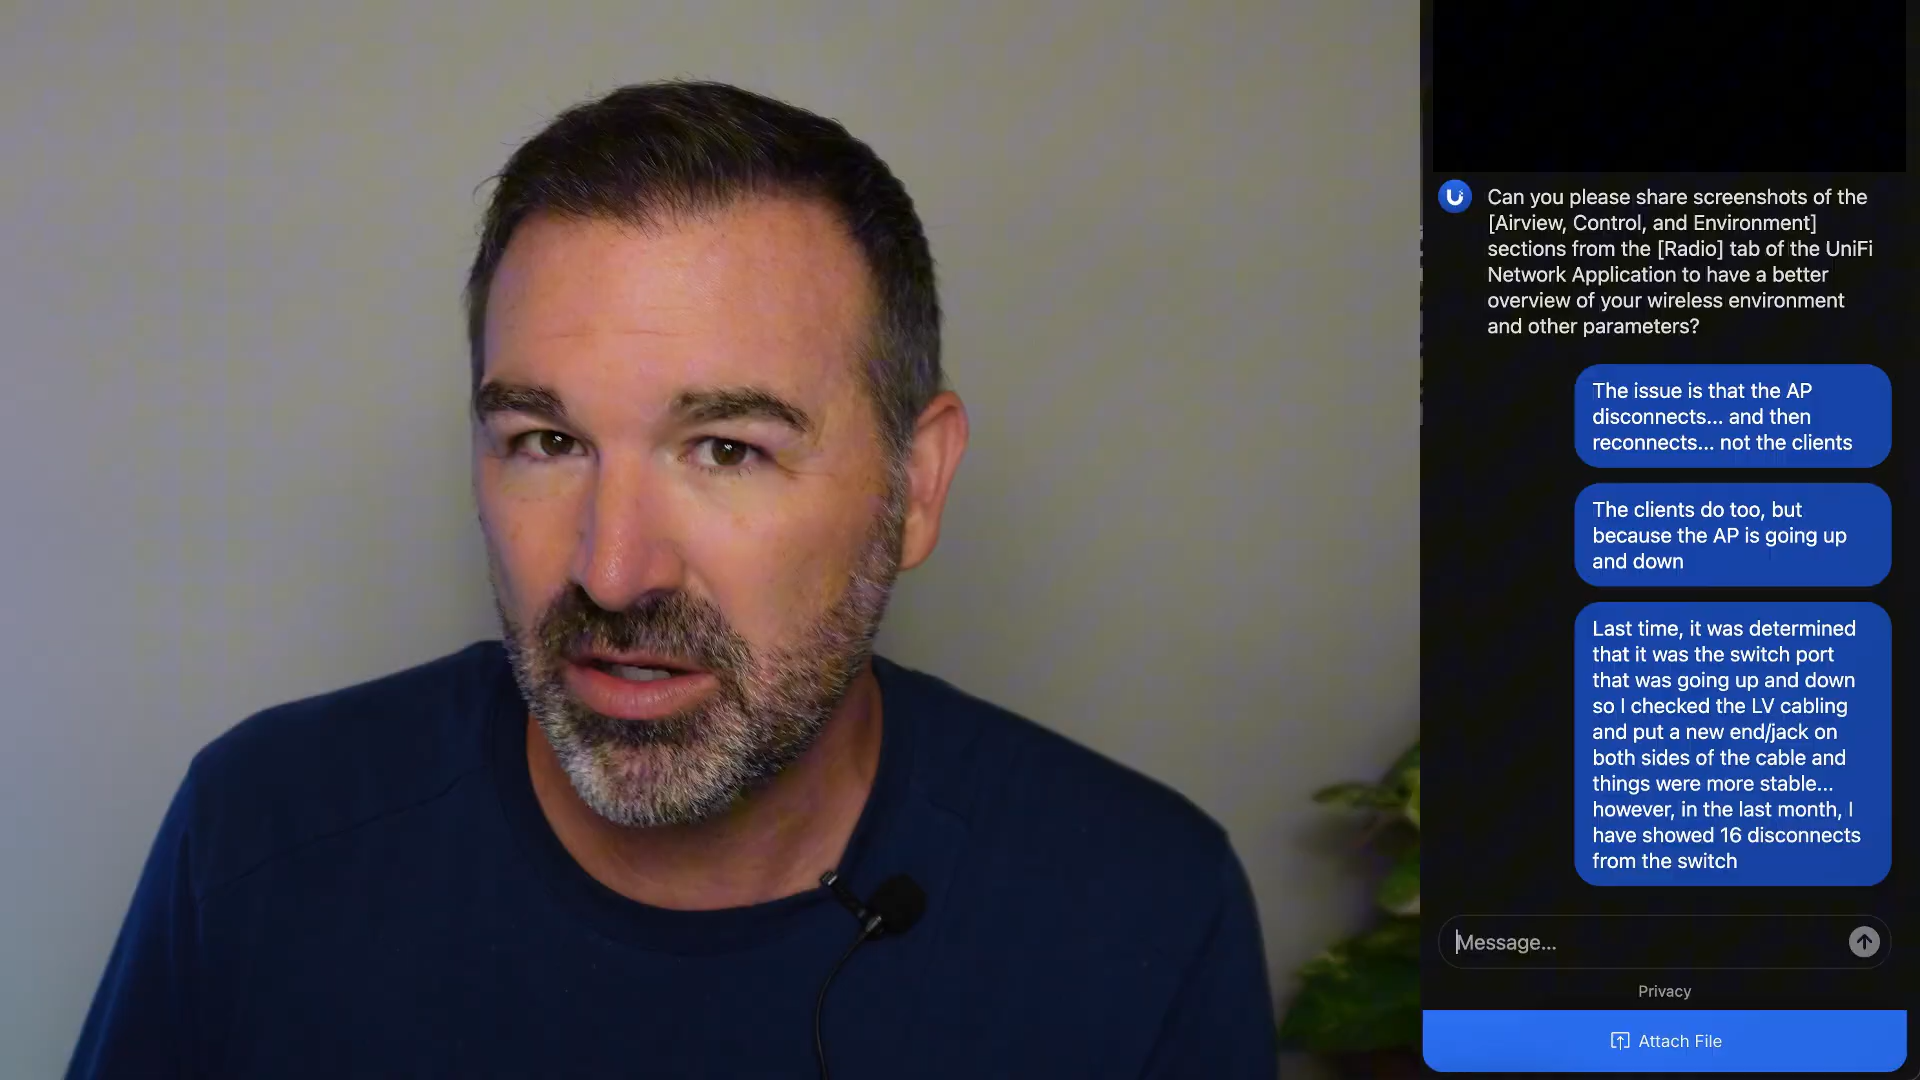 Can you please share screenshots of the
[Airview, Control, and Environment]
sections from the [Radio] tab of the UniFi
Network Application to have a better
overview of your wireless environment
and other parameters?
The issue is that the AP
disconnects... and then
reconnects... not the clients
The clients do too, but
because the AP is going up
and down
Last time, it was determined
that it was the switch port
that was going up and down
so I checked the LV cabling
and put a new end/jack on
both sides of the cable and
things were more stable...
however, in the last month, I
have showed 16 disconnects
from the switch
Message...
Privacy
Attach File